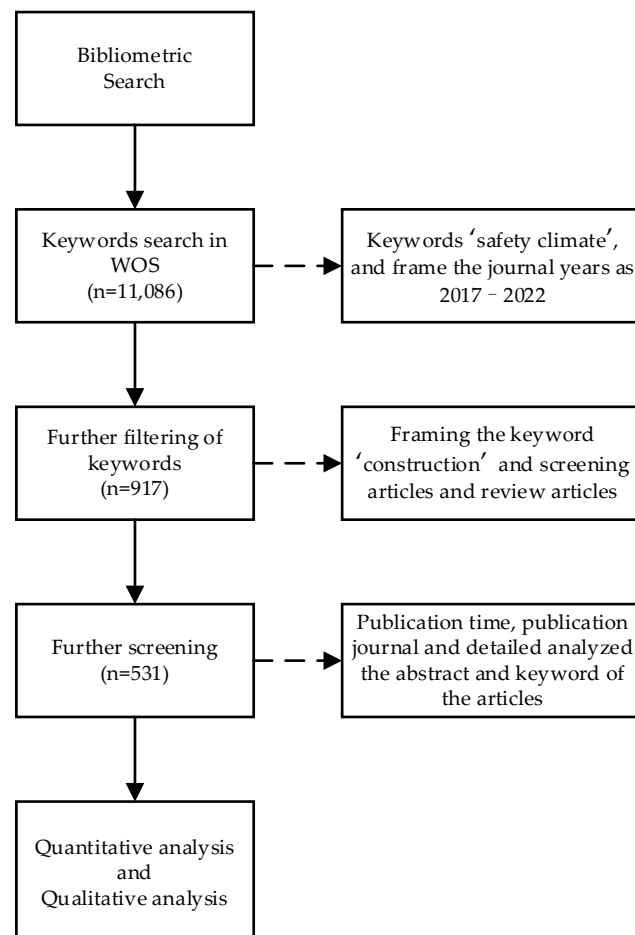 Bibliometric
Search
Keywords search in
WOS
(n=11,086)
Keywords ‘safety climate’,
and frame the journal years as
2017－2022
Further filtering of
keywords
(n=917)
Framing the keyword
‘construction’ and screening
articles and review articles
Further screening
(n=531)
Publication time, publication
journal and detailed analyzed
the abstract and keyword of
the articles
Quantitative analysis
and
Qualitative analysis